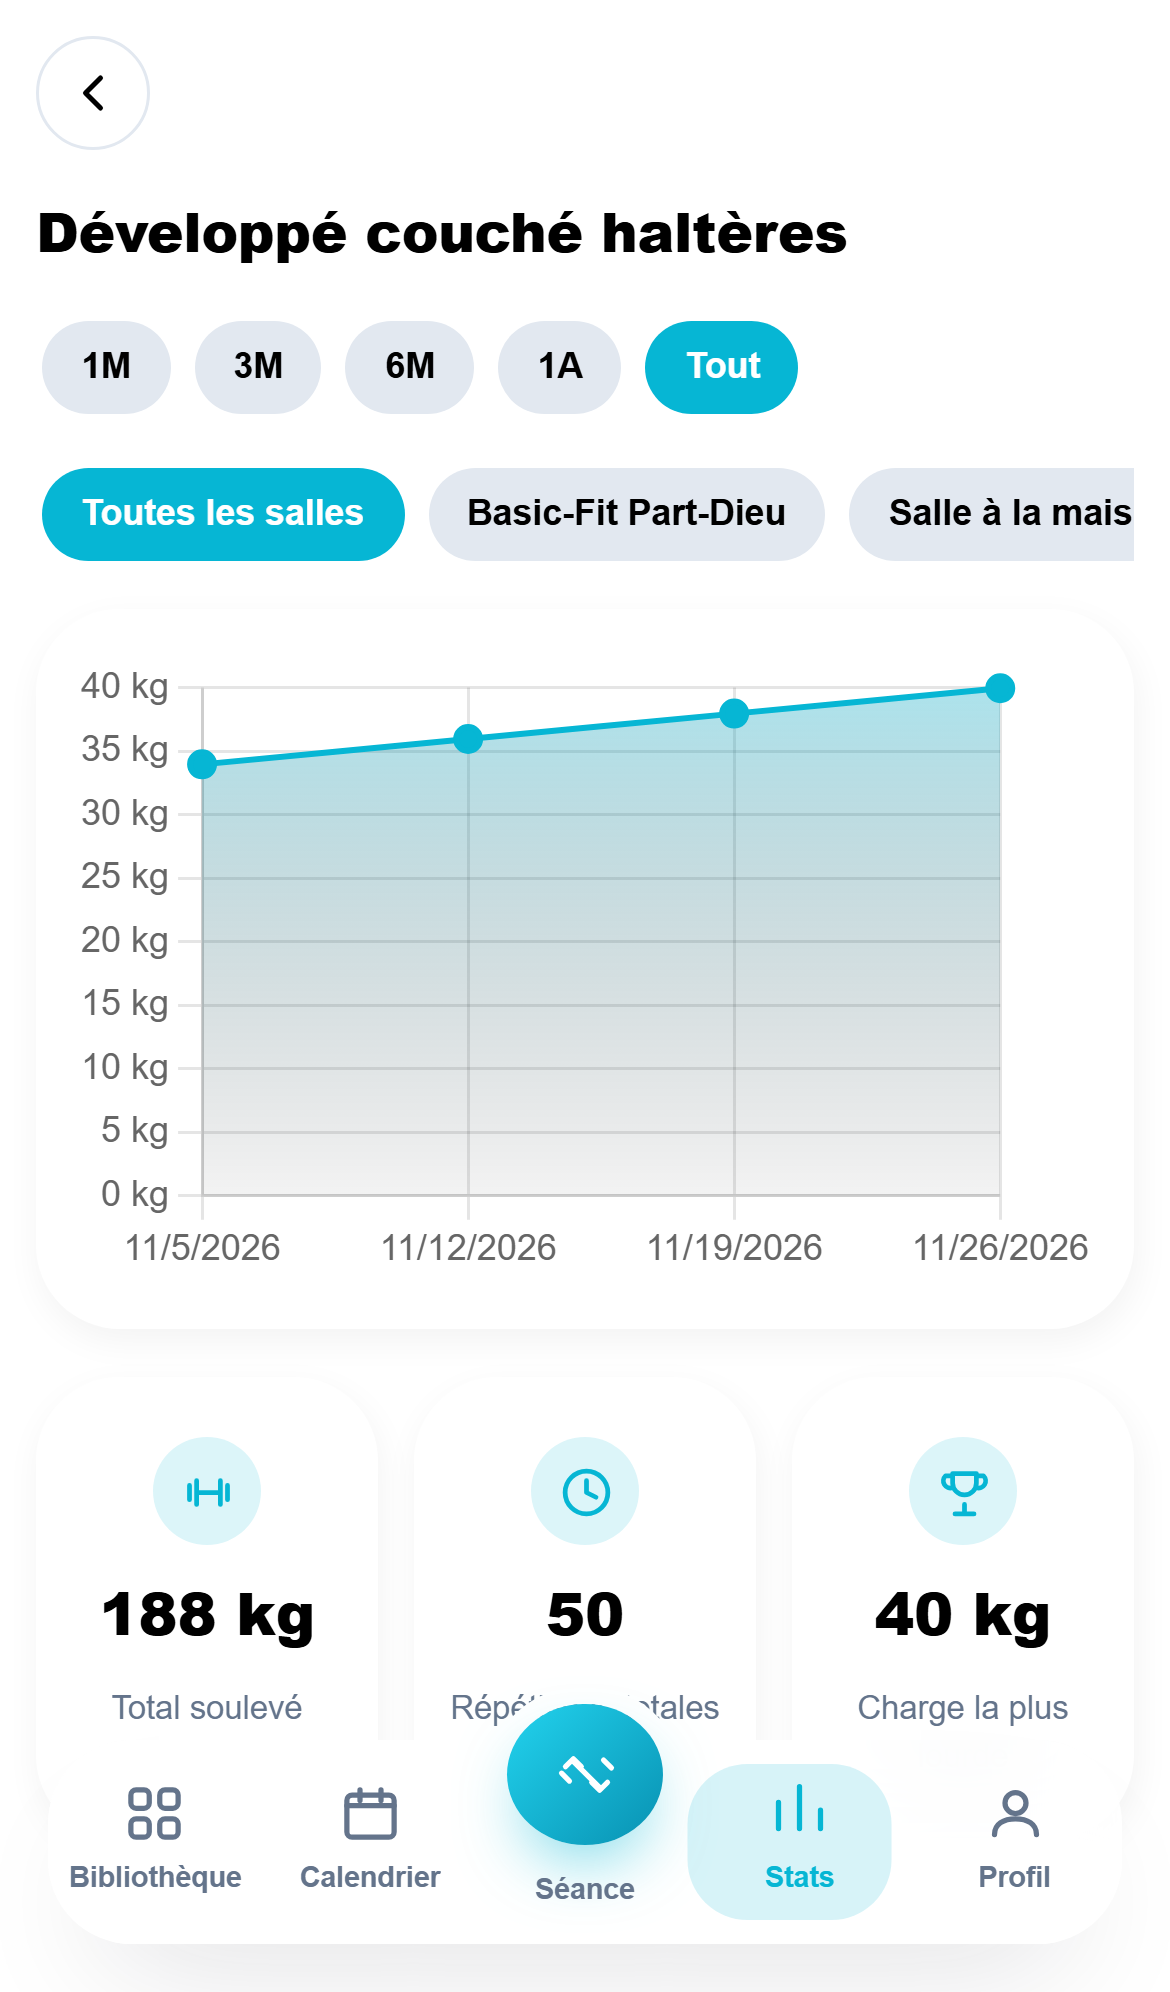 Développé couché haltères
1M 3M 6M 1A Tout
Toutes les salles Basic-Fit Part-Dieu Salle à la mais
40 kg
35 kg
30 kg
25 kg
20 kg
15 kg
10 kg
5 kg
0 kg
11/5/2026 11/12/2026 11/19/2026 11/26/2026
188 kg 50 40 kg
Total soulevé Charge la plus
Bibliothèque Calendrier Séance Stats Profil